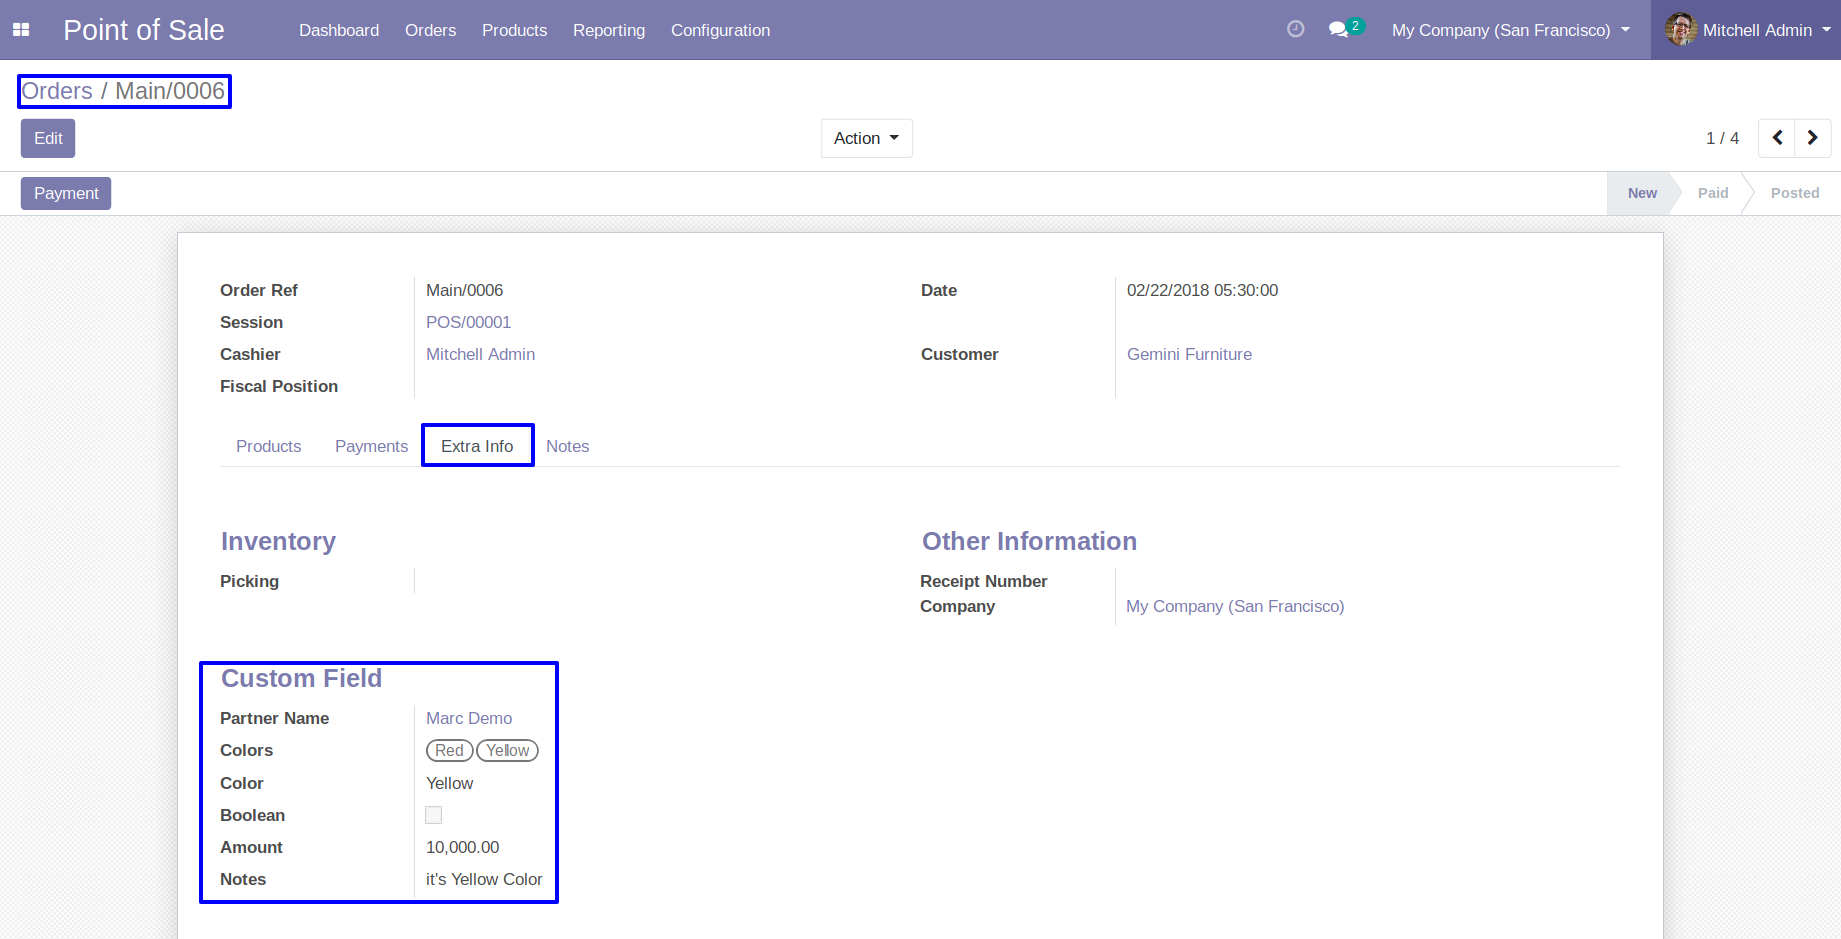 Point of Sale Dashboard Orders Products Reporting Configuration 2 My Company (San Francisco) Mitchell Admin
Orders / Main/0006
Edit Action 1 / 4
Payment New Paid Posted
Order Ref Main/0006 Date 02/22/2018 05:30:00
Session POS/00001
Cashier Mitchell Admin Customer Gemini Furniture
Fiscal Position
Products Payments Extra Info Notes
Inventory Other Information
Picking Receipt Number
Company My Company (San Francisco)
Custom Field
Partner Name Marc Demo
Colors Red Yellow
Color Yellow
Boolean
Amount 10,000.00
Notes it's Yellow Color